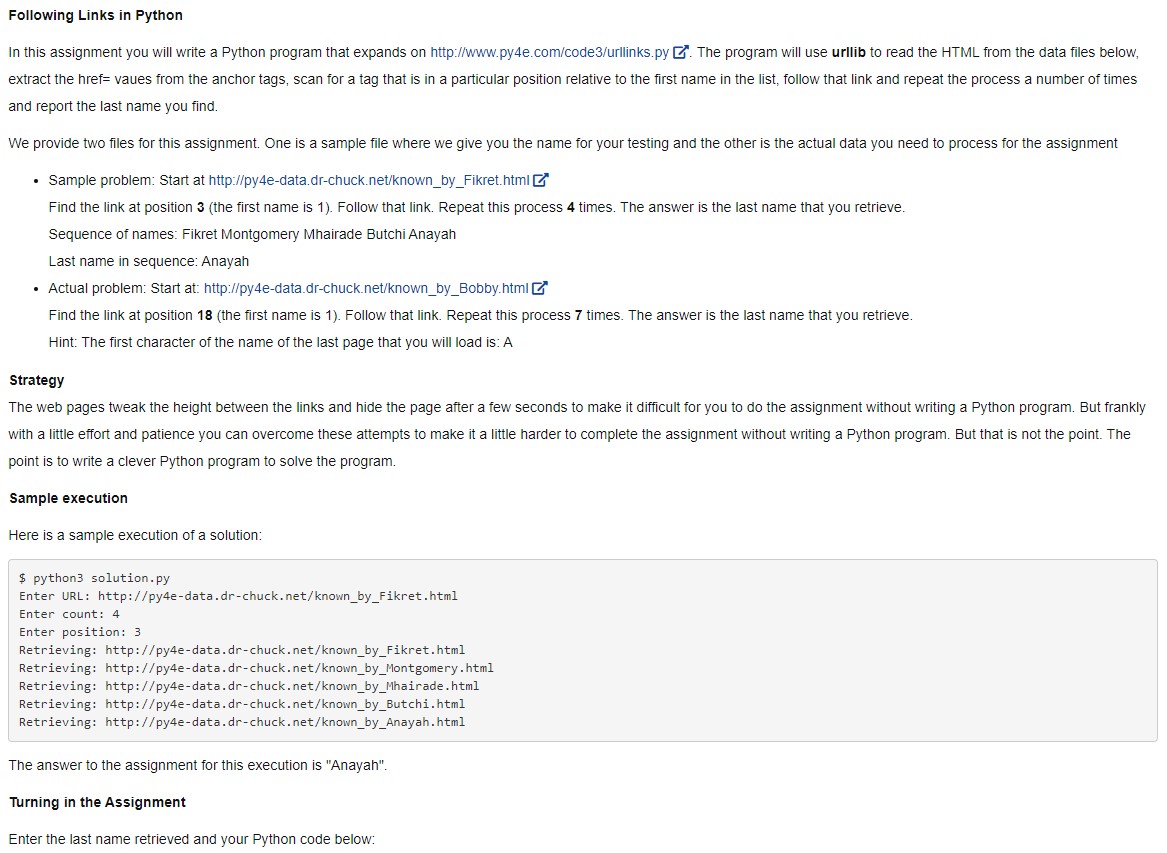 Following Links in Python
In this assignment you will write a Python program that expands on http://www.py4e.com/code3/urllinks.py. The program will use urllib to read the HTML from the data files below,
extract the href= vaues from the anchor tags, scan for a tag that is in a particular position relative to the first name in the list, follow that link and repeat the process a number of times
and report the last name you find.
We provide two files for this assignment. One is a sample file where we give you the name for your testing and the other is the actual data you need to process for the assignment
• Sample problem: Start at http://py4e-data.dr-chuck.net/known_by_Fikret.html
Find the link at position 3 (the first name is 1). Follow that link. Repeat this process 4 times. The answer is the last name that you retrieve.
Sequence of names: Fikret Montgomery Mhairade Butchi Anayah
Last name in sequence: Anayah
• Actual problem: Start at: http://py4e-data.dr-chuck.net/known_by_Bobby.html
Find the link at position 18 (the first name is 1). Follow that link. Repeat this process 7 times. The answer is the last name that you retrieve.
Hint: The first character of the name of the last page that you will load is: A
Strategy
The web pages tweak the height between the links and hide the page after a few seconds to make it difficult for you to do the assignment without writing a Python program. But frankly
with a little effort and patience you can overcome these attempts to make it a little harder to complete the assignment without writing a Python program. But that is not the point. The
point is to write a clever Python program to solve the program.
Sample execution
Here is a sample execution of a solution:
$ python3 solution.py
Enter URL: http://py4e-data.dr-chuck.net/known_by_Fikret.html
Enter count: 4
Enter position: 3
Retrieving: http://py4e-data.dr-chuck.net/known_by_Fikret.html
Retrieving: http://py4e-data.dr-chuck.net/known_by_Montgomery.html
Retrieving: http://py4e-data.dr-chuck.net/known_by_Mhairade.html
Retrieving: http://py4e-data.dr-chuck.net/known_by_Butchi.html
Retrieving: http://py4e-data.dr-chuck.net/known_by_Anayah.html
The answer to the assignment for this execution is "Anayah".
Turning in the Assignment
Enter the last name retrieved and your Python code below: